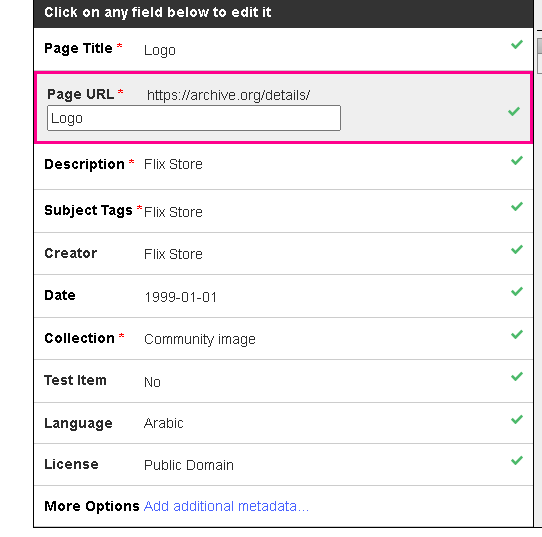 Click on any field below to edit it
Page Title * Logo
Page URL * https://archive.org/details/
Logo
Description * Flix Store
Subject Tags * Flix Store
Creator Flix Store
Date 1999-01-01
Collection * Community image
Test Item No
Language Arabic
License Public Domain
More Options Add additional metadata...